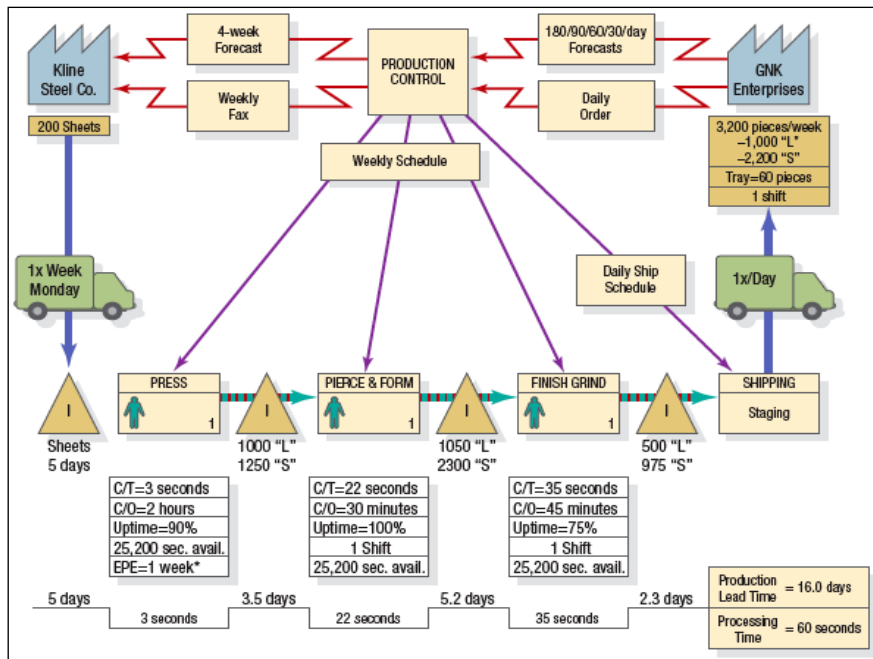 Kline
Steel Co.
4-week
Forecast
Weekly
Fax
PRODUCTION
CONTROL
180/90/60/30/day
Forecasts
Daily
Order
GNK
Enterprises
200 Sheets
3,200 pieces/week
–1,000 “L”
–2,200 “S”
Tray=60 pieces
1 shift
Weekly Schedule
1x Week
Monday
Daily Ship
Schedule
1x/Day
I
Sheets
5 days
PRESS
1
I
1000 “L”
1250 “S”
PIERCE & FORM
1
I
1050 “L”
2300 “S”
FINISH GRIND
1
I
500 “L”
975 “S”
SHIPPING
Staging
C/T=3 seconds
C/O=2 hours
Uptime=90%
25,200 sec. avail.
EPE=1 week*
C/T=22 seconds
C/O=30 minutes
Uptime=100%
1 Shift
25,200 sec. avail.
C/T=35 seconds
C/O=45 minutes
Uptime=75%
1 Shift
25,200 sec. avail.
5 days
3 seconds
3.5 days
22 seconds
5.2 days
35 seconds
2.3 days
Production
Lead Time = 16.0 days
Processing
Time = 60 seconds